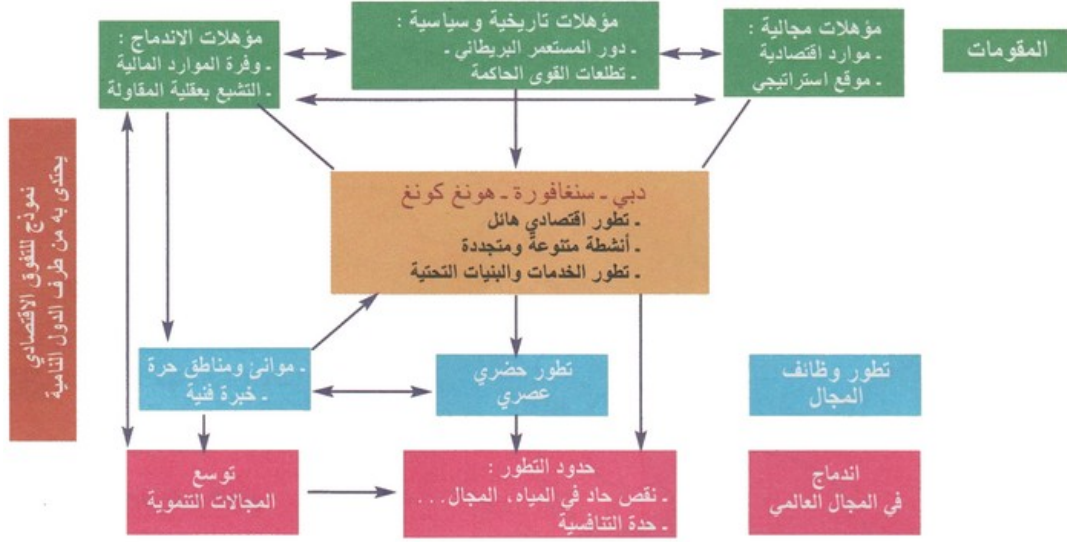 المقومات
مؤهلات مجالية :
ـ موارد اقتصادية
ـ موقع استراتيجي
مؤهلات تاريخية وسياسية :
ـ دور المستعمر البريطاني ـ
ـ تطلعات القوى الحاكمة
مؤهلات الاندماج :
ـ وفرة الموارد المالية
ـ التشبع بعقلية المقاولة
دبي ـ سنغافورة ـ هونغ كونغ
ـ تطور اقتصادي هائل
ـ أنشطة متنوعة ومتجددة
ـ تطور الخدمات والبنيات التحتية
نموذج للتفوق الاقتصادي
يحتدى به من طرف الدول النامية
تطور وظائف
المجال
تطور حضري
عصري
ـ موانئ ومناطق حرة
ـ خبرة فنية
اندماج
في المجال العالمي
حدود التطور :
ـ نقص حاد في المياه، المجال...
ـ حدة التنافسية
توسع
المجالات التنموية